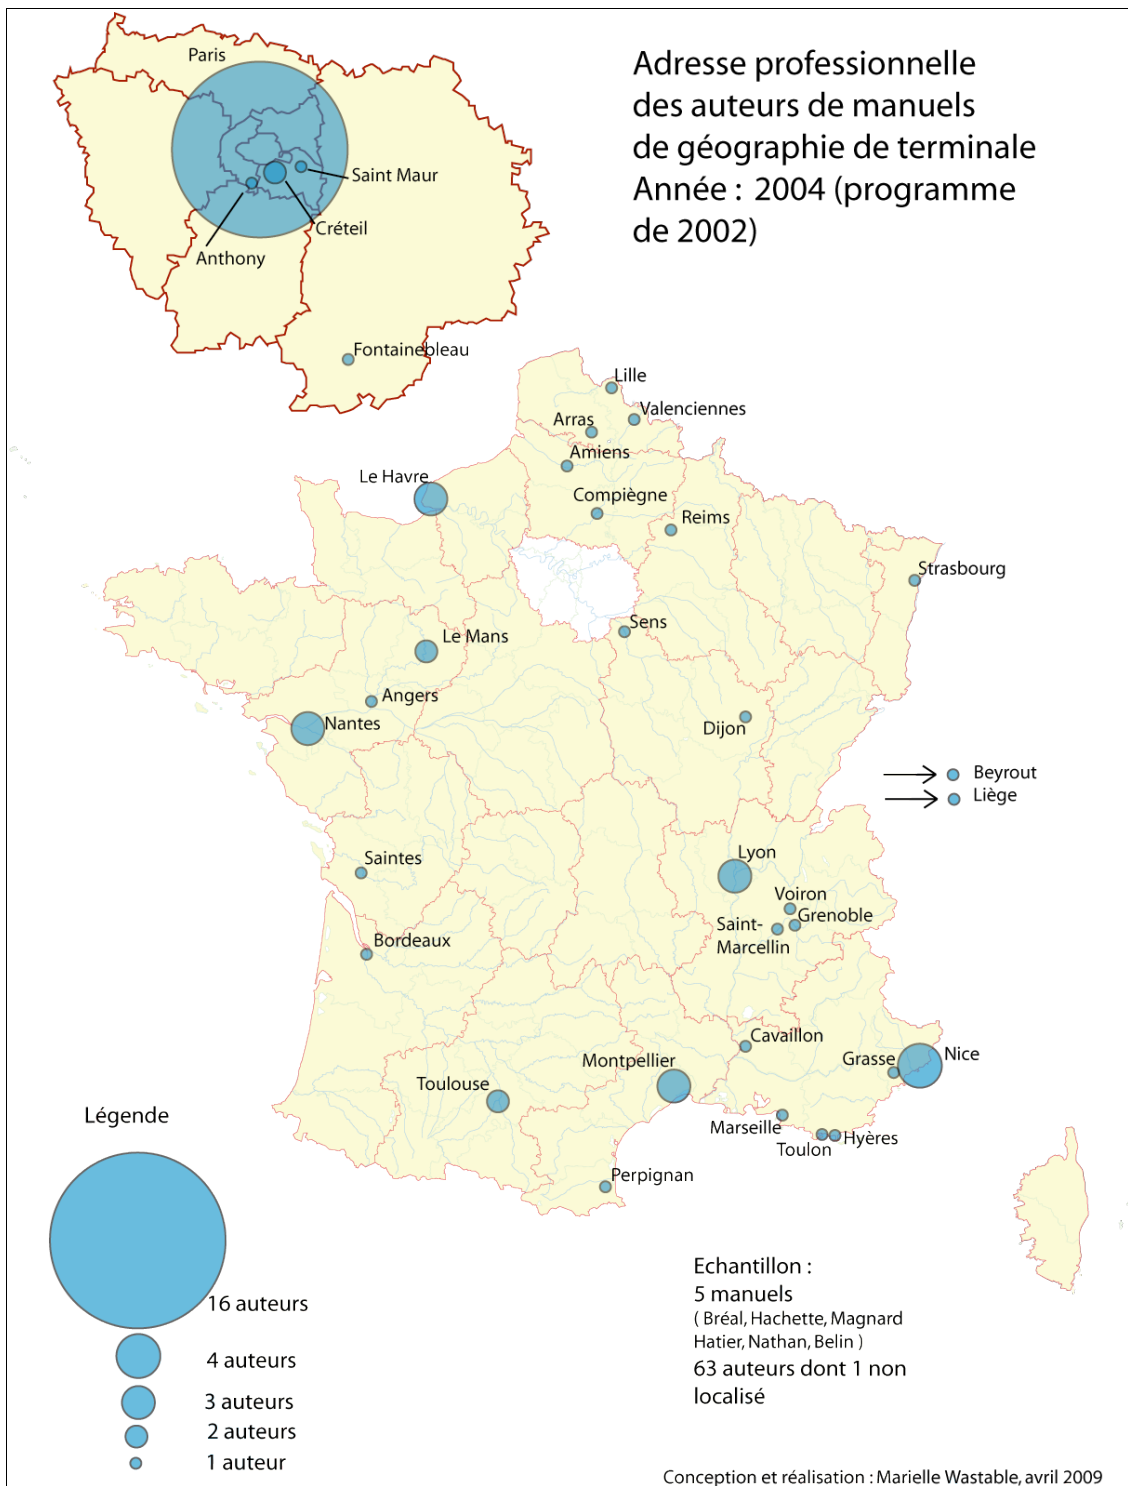 Adresse professionnelle
des auteurs de manuels
de géographie de terminale
Année : 2004 (programme
de 2002)
Paris
Saint Maur
Créteil
Anthony
Fontainebleau
Lille
Valenciennes
Arras
Amiens
Le Havre
Compiègne
Reims
Strasbourg
Sens
Le Mans
Angers
Nantes
Dijon
Beyrout
Liège
Saintes
Lyon
Voiron
Grenoble
Saint-
Marcellin
Bordeaux
Cavaillon
Nice
Grasse
Montpellier
Toulouse
Marseille
Toulon
Hyères
Perpignan
Légende
16 auteurs
4 auteurs
3 auteurs
2 auteurs
1 auteur
Echantillon :
5 manuels
( Bréal, Hachette, Magnard
Hatier, Nathan, Belin )
63 auteurs dont 1 non
localisé
Conception et réalisation : Marielle Wastable, avril 2009